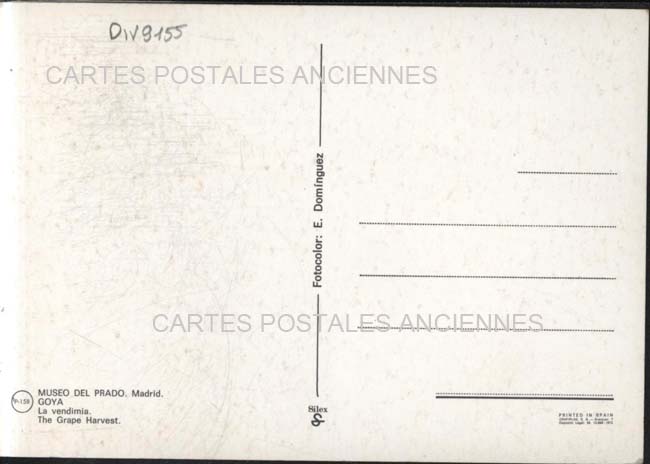 DIV9155
CARTES POSTALES ANCIENNES
Fotocolor: E. Domínguez
CARTES POSTALES ANCIENNES
P-158
MUSEO DEL PRADO. Madrid.
GOYA
La vendimia.
The Grape Harvest.
Silex
PRINTED IN SPAIN